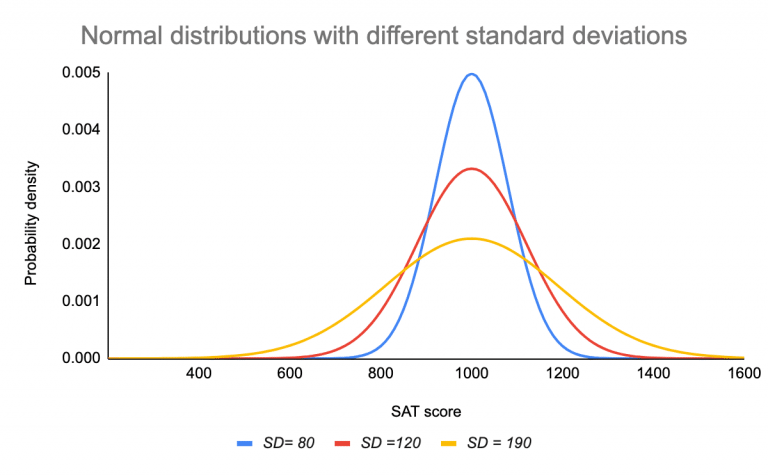 Normal distributions with different standard deviations
0.005
0.004
0.003
0.002
0.001
0.000
Probability density
400 600 800 1000 1200 1400 1600
SAT score
SD= 80 SD =120 SD = 190